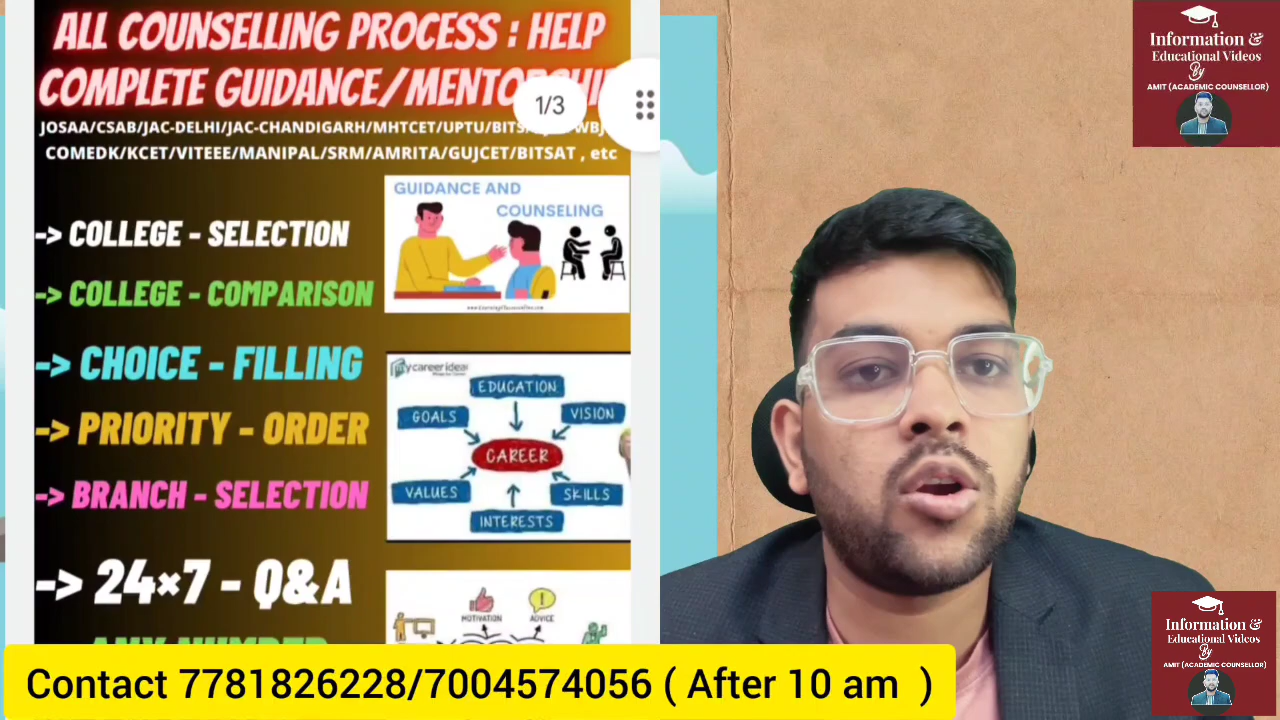 ALL COUNSELLING PROCESS : HELP
COMPLETE GUIDANCE/
1/3
JOSAA/CSAB/JAC-DELHI/JAC-CHANDIGARH/MHTCET/UPTU/
COMEDK/KCET/VITEEE/MANIPAL/SRM/AMRITA/GUJCET/BITSAT , etc
-> COLLEGE - SELECTION
-> COLLEGE - COMPARISON
-> CHOICE - FILLING
-> PRIORITY - ORDER
-> BRANCH - SELECTION
-> 24×7 - Q&A
GUIDANCE AND
COUNSELING
EDUCATION
GOALS
VISION
CAREER
VALUES
SKILLS
INTERESTS
MOTIVATION
ADVICE
Contact 7781826228/7004574056 ( After 10 am )
Information &
Educational Videos
By
AMIT (ACADEMIC COUNSELLOR)
Information &
Educational Videos
By
AMIT (ACADEMIC COUNSELLOR)